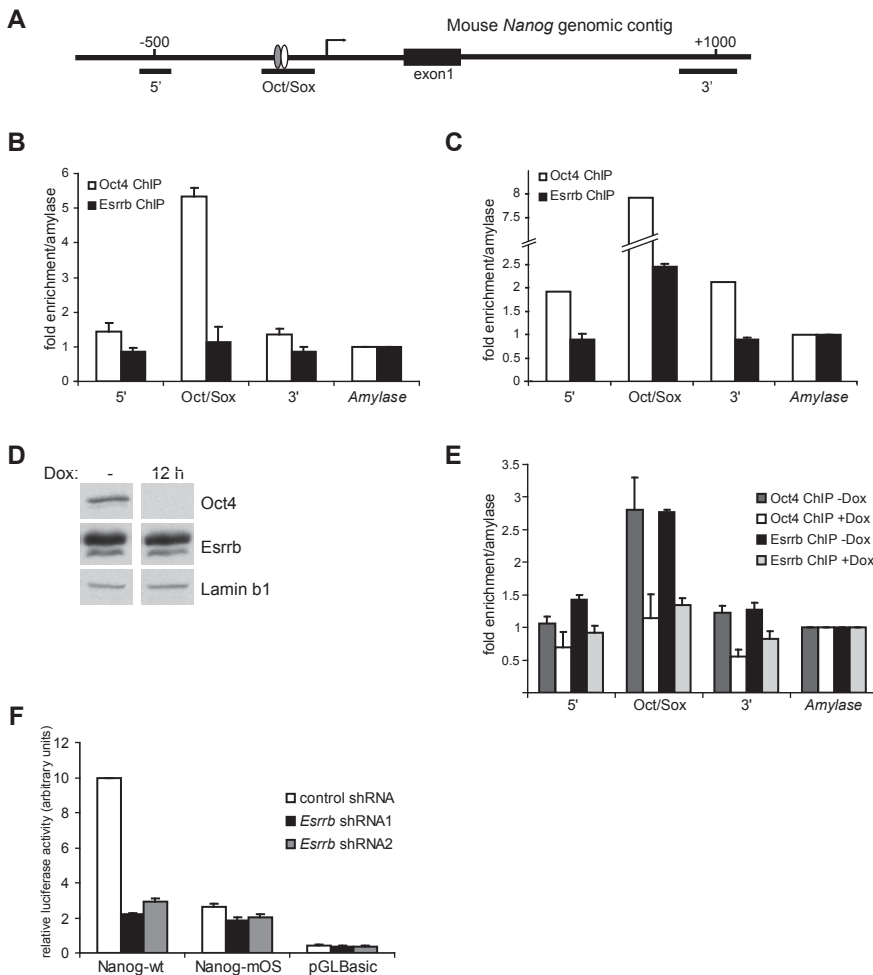 A
Mouse Nanog genomic contig
-500
+1000
5'
Oct/Sox
exon1
3'
B
fold enrichment/amylase
6
5
4
3
2
1
0
Oct4 ChIP
Esrrb ChIP
5'
Oct/Sox
3'
Amylase
C
fold enrichment/amylase
8
7.5
2.5
2
1.5
1
0.5
0
Oct4 ChIP
Esrrb ChIP
5'
Oct/Sox
3'
Amylase
D
Dox: - 12 h
Oct4
Esrrb
Lamin b1
E
fold enrichment/amylase
3.5
3
2.5
2
1.5
1
0.5
Oct4 ChIP -Dox
Oct4 ChIP +Dox
Esrrb ChIP -Dox
Esrrb ChIP +Dox
5'
Oct/Sox
3'
Amylase
F
relative luciferase activity (arbitrary units)
12
10
8
6
4
2
0
control shRNA
Esrrb shRNA1
Esrrb shRNA2
Nanog-wt
Nanog-mOS
pGLBasic